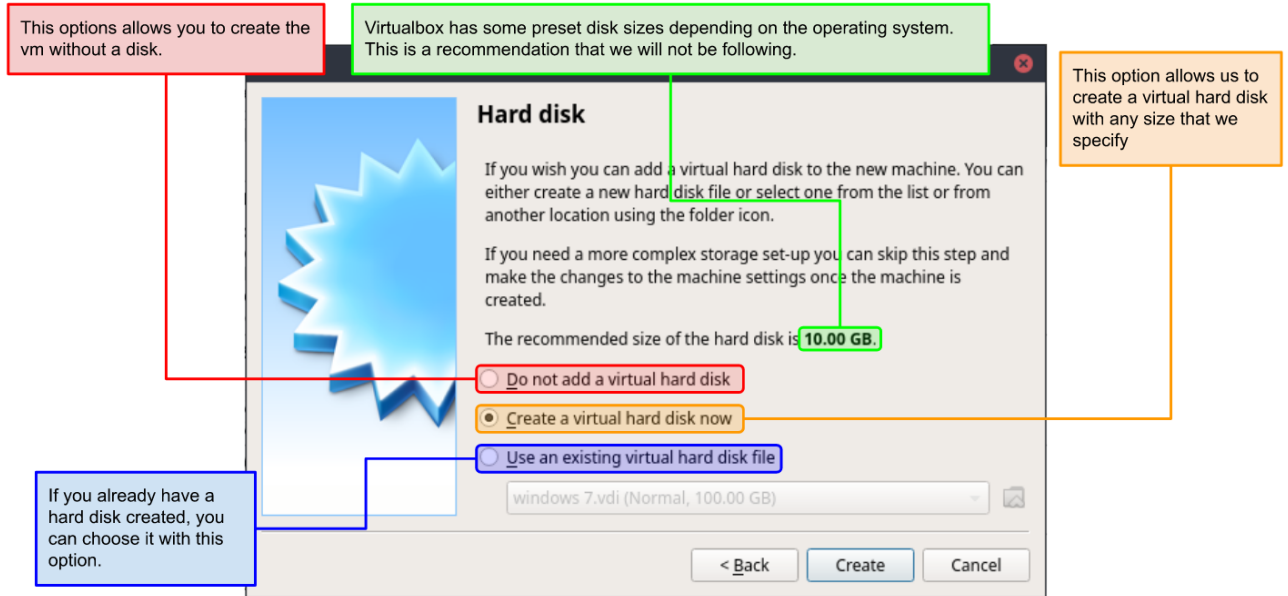 This options allows you to create the
vm without a disk.
Virtualbox has some preset disk sizes depending on the operating system.
This is a recommendation that we will not be following.
This option allows us to
create a virtual hard disk
with any size that we
specify
Hard disk
If you wish you can add a virtual hard disk to the new machine. You can
either create a new hard disk file or select one from the list or from
another location using the folder icon.
If you need a more complex storage set-up you can skip this step and
make the changes to the machine settings once the machine is
created.
The recommended size of the hard disk is 10.00 GB.
Do not add a virtual hard disk
Create a virtual hard disk now
Use an existing virtual hard disk file
windows 7.vdi (Normal, 100.00 GB)
If you already have a
hard disk created, you
can choose it with this
option.
< Back
Create
Cancel